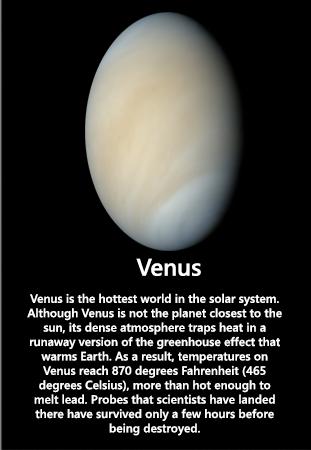 Venus
Venus is the hottest world in the solar system.
Although Venus is not the planet closest to the
sun, its dense atmosphere traps heat in a
runaway version of the greenhouse effect that
warms Earth. As a result, temperatures on
Venus reach 870 degrees Fahrenheit (465
degrees Celsius), more than hot enough to
melt lead. Probes that scientists have landed
there have survived only a few hours before
being destroyed.